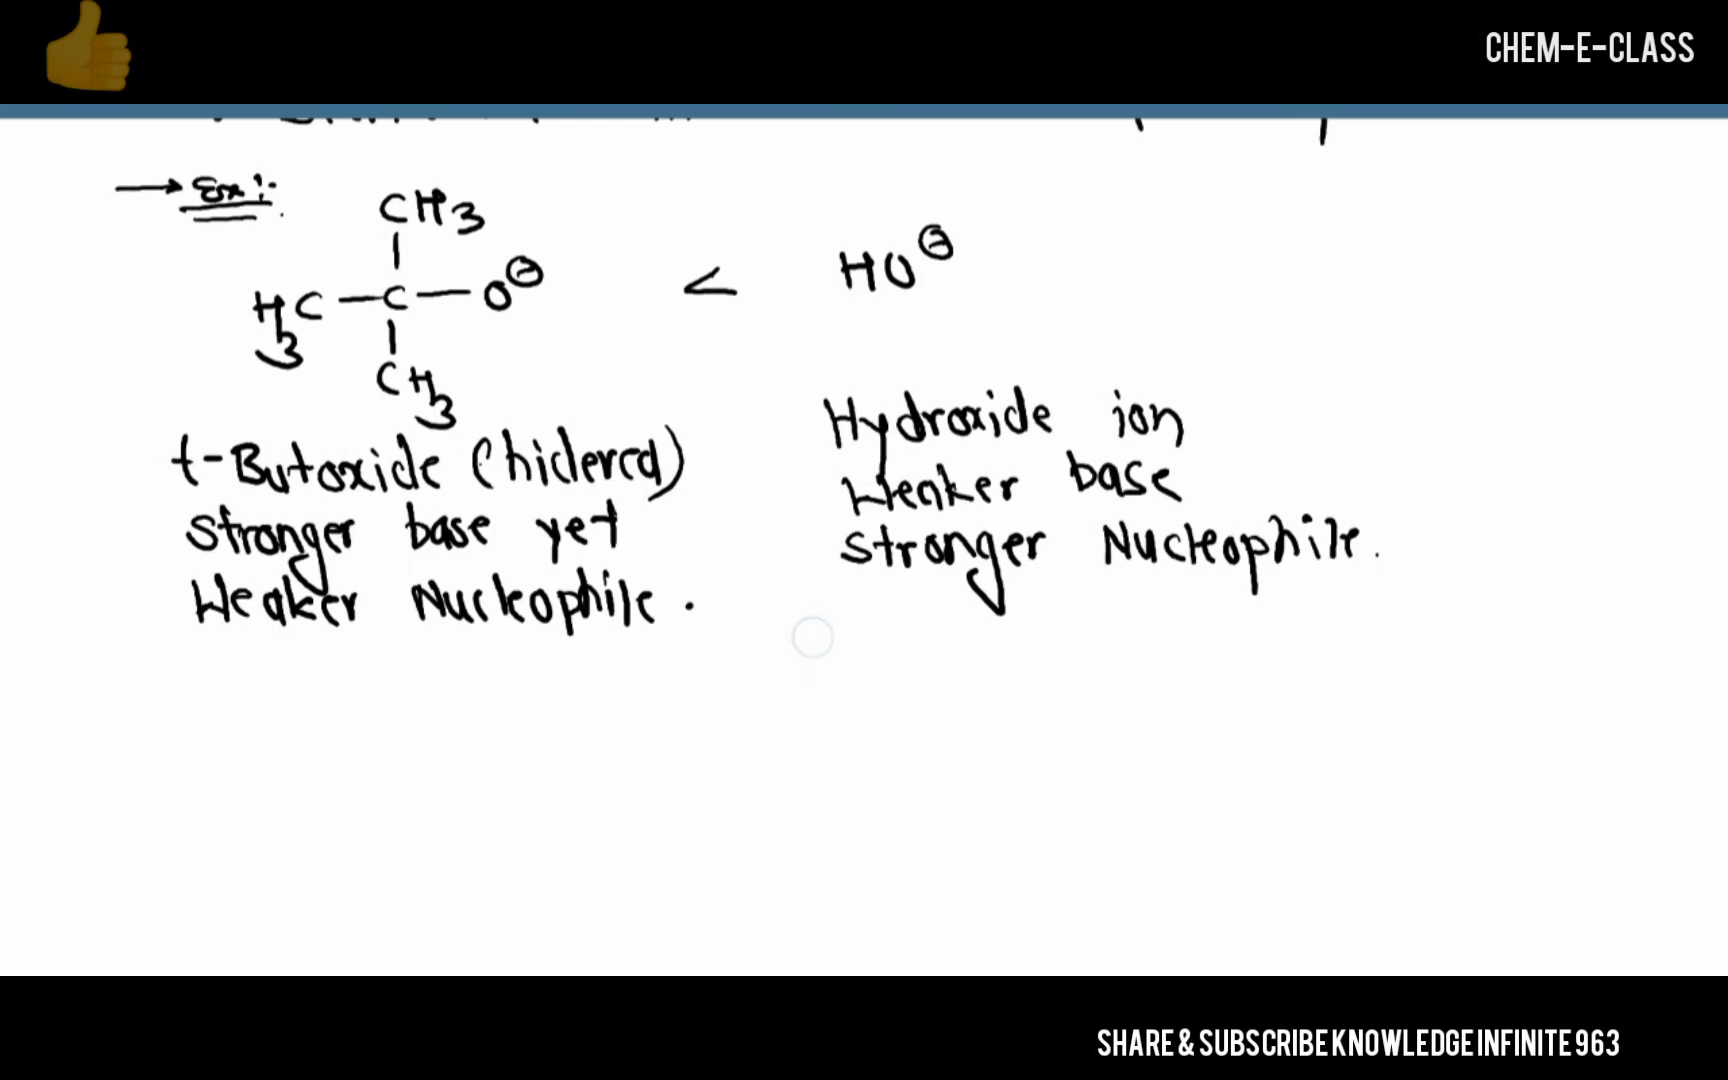 CHEM-E-CLASS
→ Ex :-
CH3
H3C - C - O⊖ < HO⊖
CH3
t-Butoxide (hidered)
Stronger base yet
Weaker Nucleophile.
Hydroxide ion
Weaker base
Stronger Nucleophile.
SHARE & SUBSCRIBE KNOWLEDGE INFINITE 963